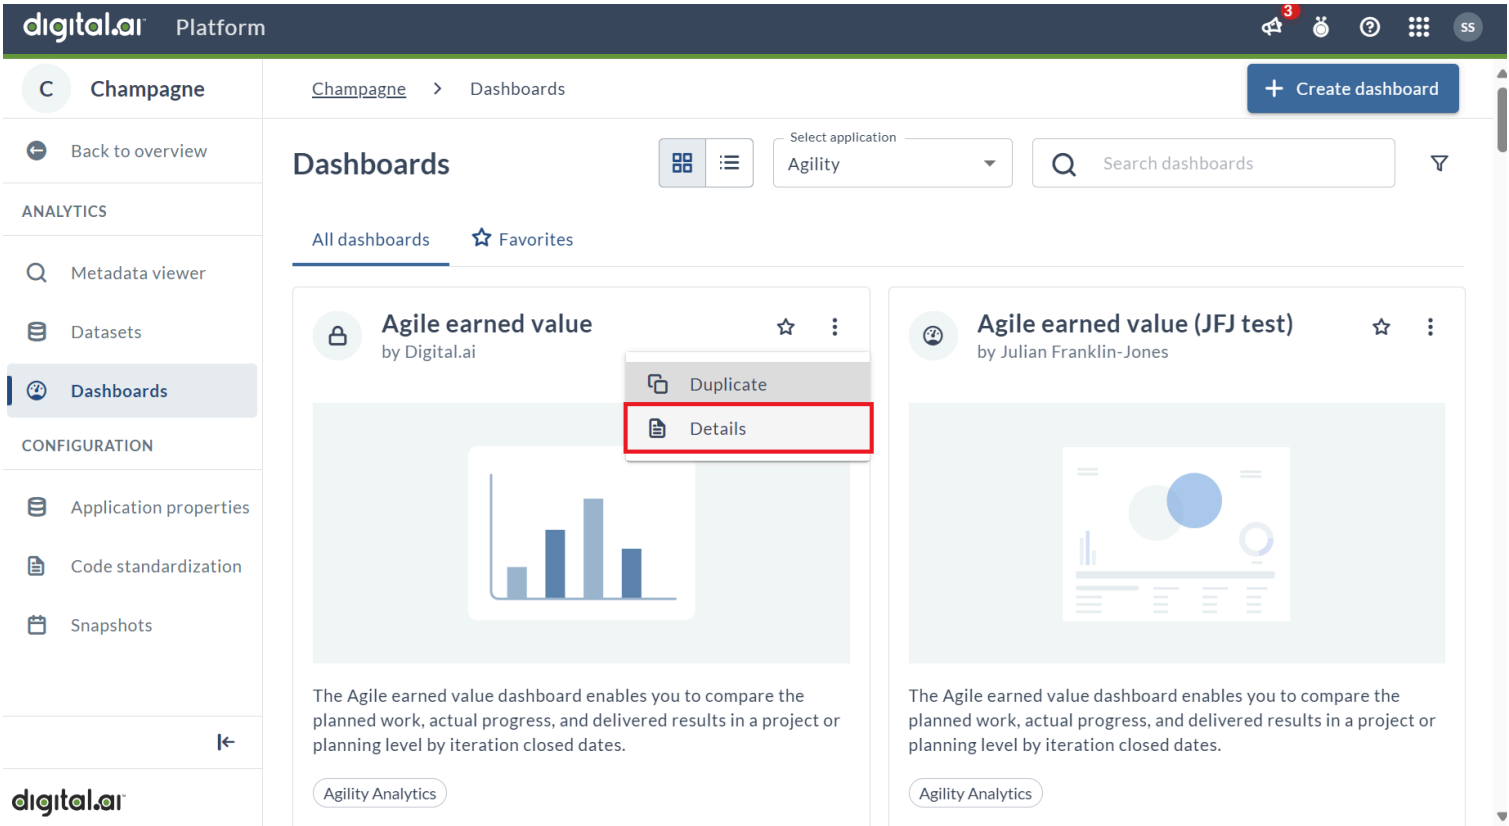 digital.ai Platform
3
SS
C Champagne
Champagne > Dashboards
Create dashboard
Back to overview
Dashboards
Select application
Agility
Search dashboards
ANALYTICS
All dashboards
Favorites
Metadata viewer
Datasets
Dashboards
CONFIGURATION
Application properties
Code standardization
Snapshots
digital.ai
Agile earned value
by Digital.ai
Duplicate
Details
The Agile earned value dashboard enables you to compare the
planned work, actual progress, and delivered results in a project or
planning level by iteration closed dates.
Agility Analytics
Agile earned value (JFJ test)
by Julian Franklin-Jones
The Agile earned value dashboard enables you to compare the
planned work, actual progress, and delivered results in a project or
planning level by iteration closed dates.
Agility Analytics